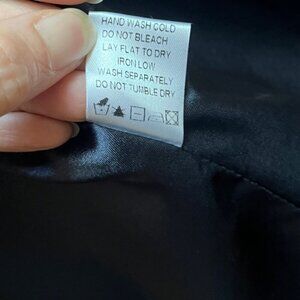 HAND WASH COLD
DO NOT BLEACH
LAY FLAT TO DRY
IRON LOW
WASH SEPARATELY
DO NOT TUMBLE DRY